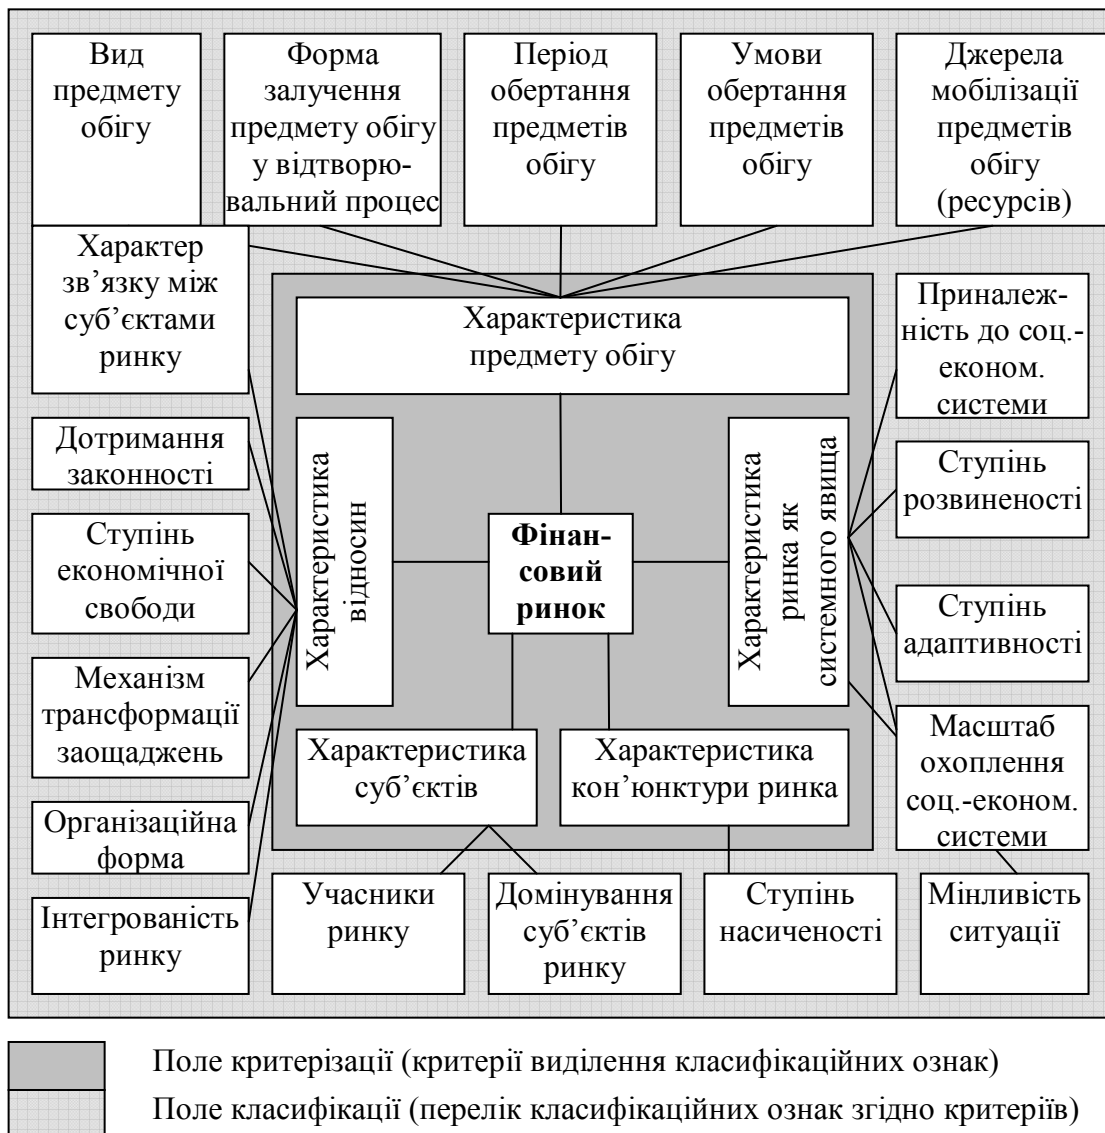 Вид
предмету
обігу
Форма
залучення
предмету обігу
у відтворю-
вальний процес
Період
обертання
предметів
обігу
Умови
обертання
предметів
обігу
Джерела
мобілізації
предметів
обігу
(ресурсів)
Характер
зв’язку між
суб’єктами
ринку
Характеристика
предмету обігу
Приналеж-
ність до соц.-
економ.
системи
Дотримання
законності
Характеристика
відносин
Фінан-
совий
ринок
Характеристика
ринка як
системного явища
Ступінь
розвиненості
Ступінь
економічної
свободи
Ступінь
адаптивності
Механізм
трансформації
заощаджень
Характеристика
суб’єктів
Характеристика
кон’юнктури ринка
Масштаб
охоплення
соц.-економ.
системи
Організаційна
форма
Інтегрованість
ринку
Учасники
ринку
Домінування
суб’єктів
ринку
Ступінь
насиченості
Мінливість
ситуації
Поле критеризації (критерії виділення класифікаційних ознак)
Поле класифікації (перелік класифікаційних ознак згідно критеріїв)